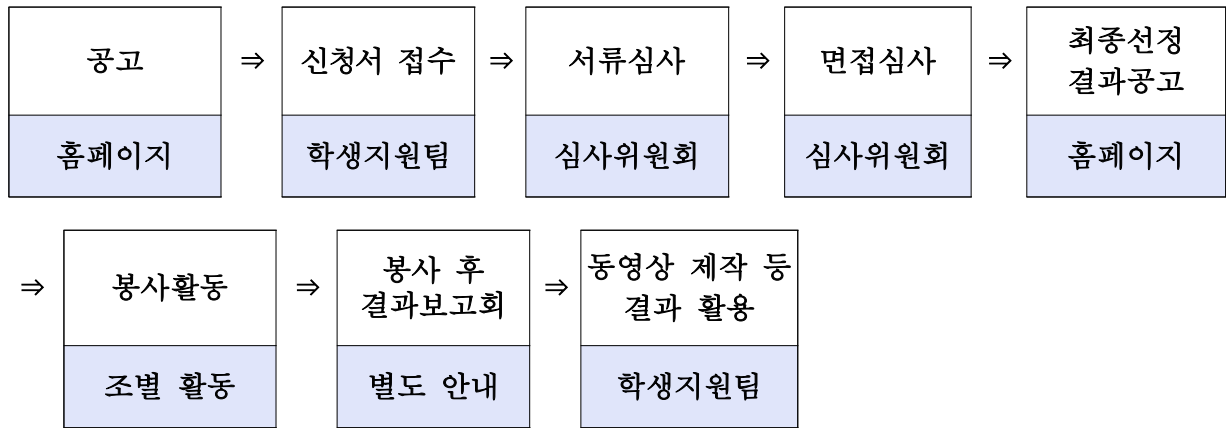 공고 ⇒ 신청서 접수 ⇒ 서류심사 ⇒ 면접심사 ⇒ 최종선정 결과공고
홈페이지 학생지원팀 심사위원회 심사위원회 홈페이지
⇒ 봉사활동 ⇒ 봉사 후 결과보고회 ⇒ 동영상 제작 등 결과 활용
조별 활동 별도 안내 학생지원팀